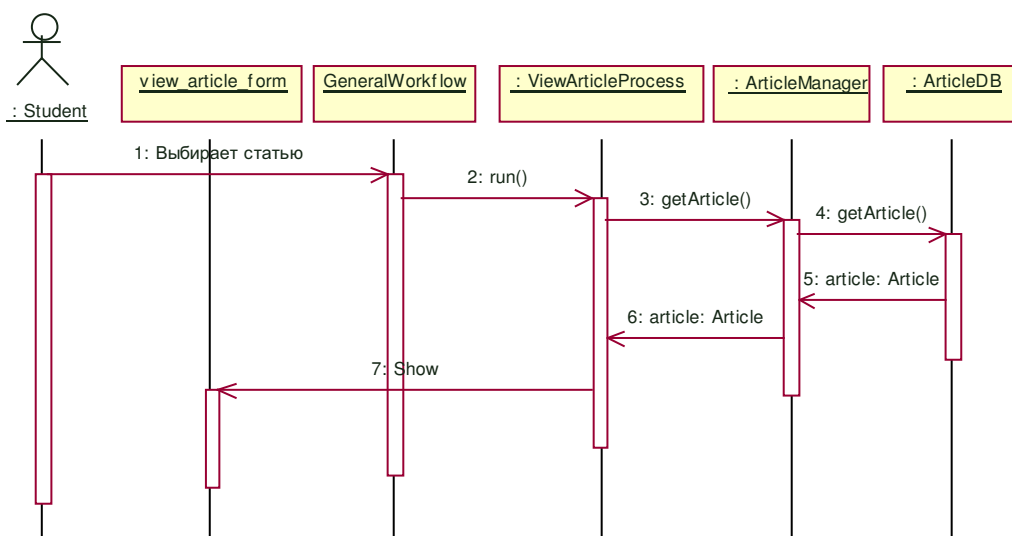 view_article_form
GeneralWorkflow
: ViewArticleProcess
: ArticleManager
: ArticleDB
: Student
1: Выбирает статью
2: run()
3: getArticle()
4: getArticle()
5: article: Article
6: article: Article
7: Show